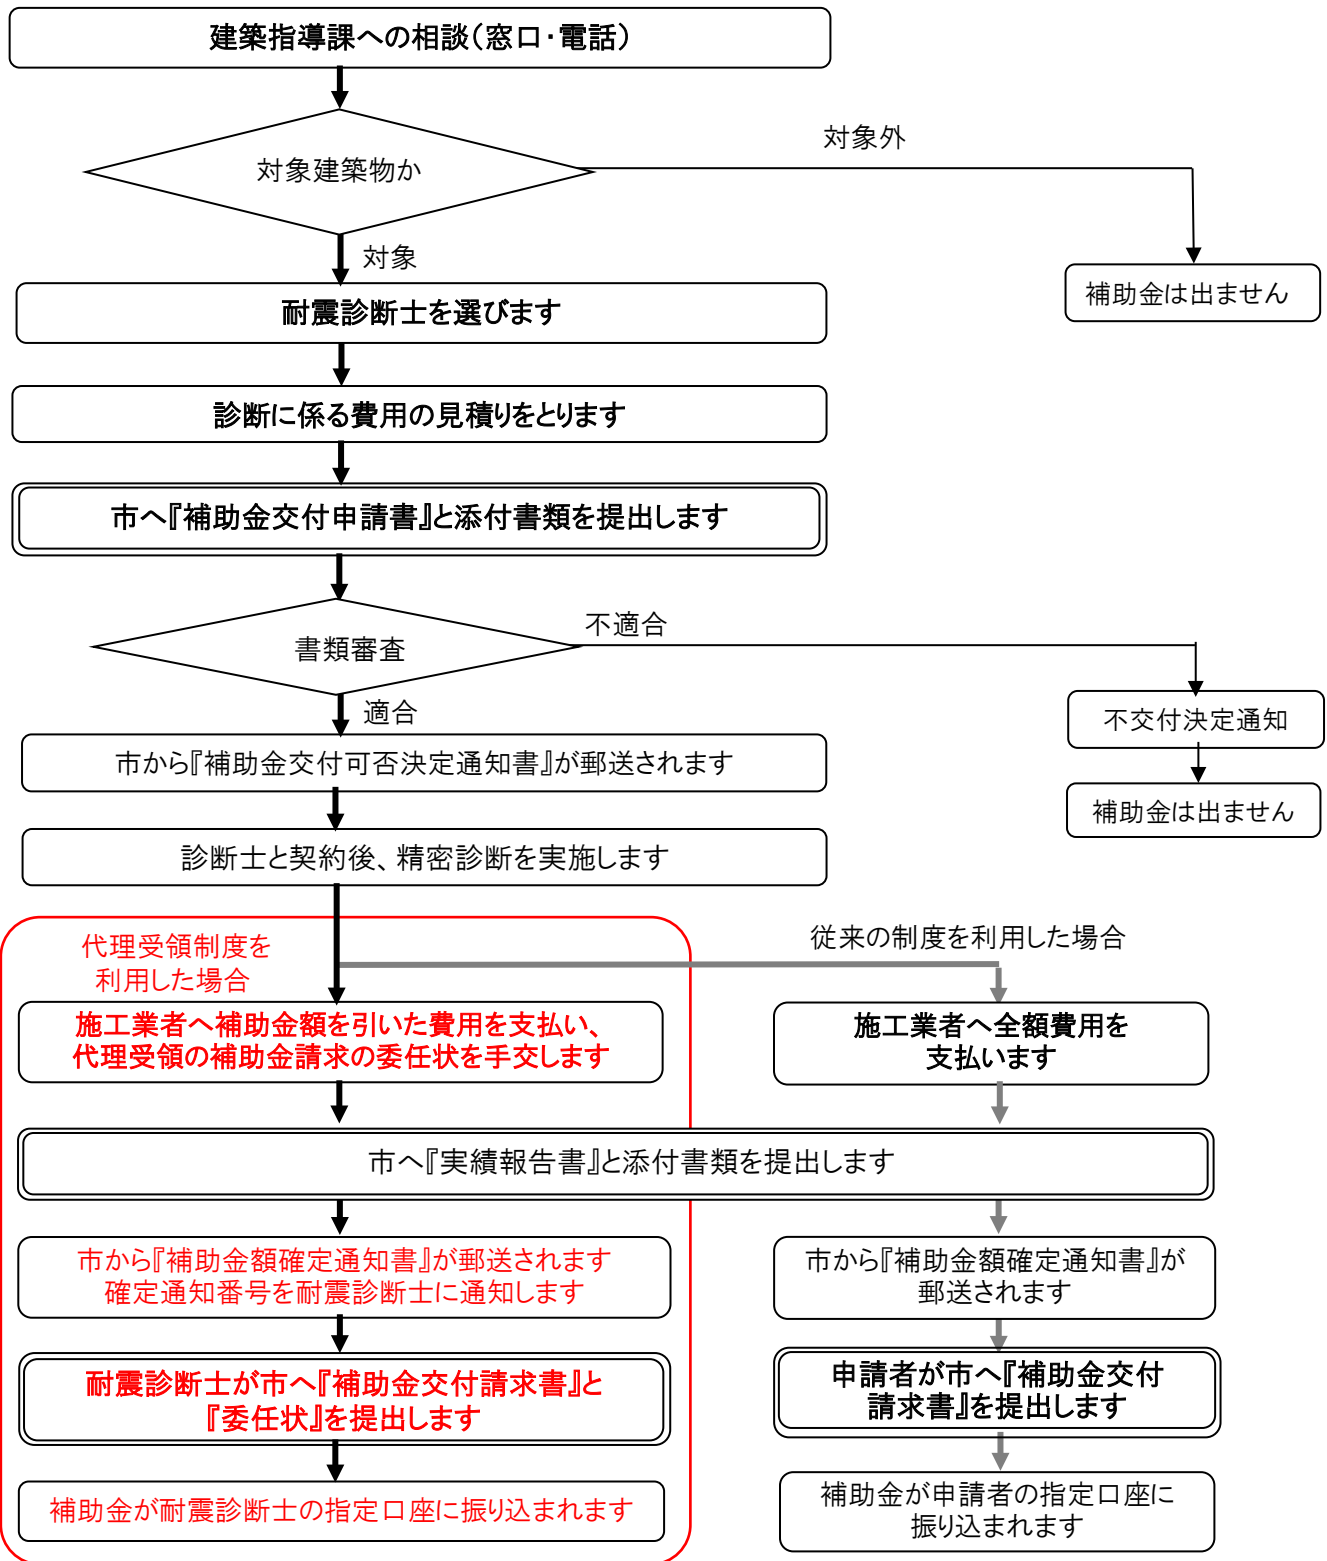 建築指導課への相談（窓口・電話）
対象建築物か
対象外
対象
補助金は出ません
耐震診断士を選びます
診断に係る費用の見積りをとります
市へ『補助金交付申請書』と添付書類を提出します
書類審査
不適合
適合
不交付決定通知
市から『補助金交付可否決定通知書』が郵送されます
補助金は出ません
診断士と契約後、精密診断を実施します
代理受領制度を
利用した場合
従来の制度を利用した場合
施工業者へ補助金額を引いた費用を支払い、
代理受領の補助金請求の委任状を手交します
施工業者へ全額費用を
支払います
市へ『実績報告書』と添付書類を提出します
市から『補助金額確定通知書』が郵送されます
確定通知番号を耐震診断士に通知します
市から『補助金額確定通知書』が
郵送されます
耐震診断士が市へ『補助金交付請求書』と
『委任状』を提出します
申請者が市へ『補助金交付
請求書』を提出します
補助金が耐震診断士の指定口座に振り込まれます
補助金が申請者の指定口座に
振り込まれます